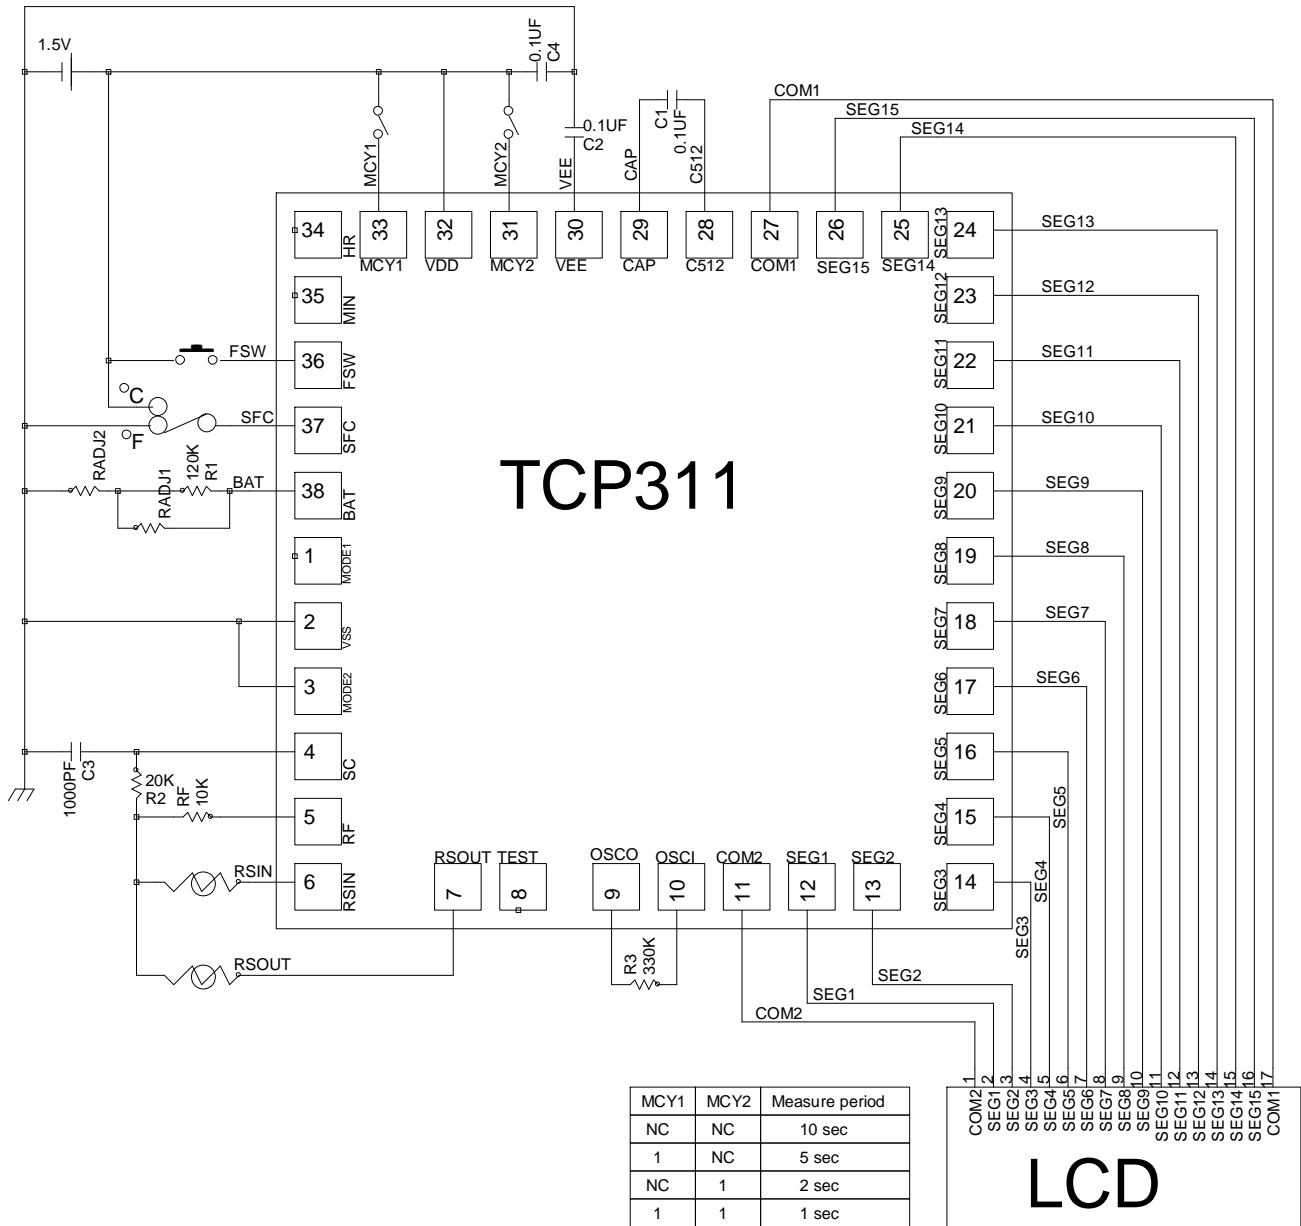 1.5V
0.1UF
C4
0.1UF
C2
C1
0.1UF
COM1
SEG15
SEG14
MCY1
MCY2
VEE
CAP
C512
34
HR
33
MCY1
32
VDD
31
MCY2
30
VEE
29
CAP
28
C512
27
COM1
26
SEG15
25
SEG14
24
SEG13
SEG13
35
MIN
23
SEG12
SEG12
FSW
36
FSW
22
SEG11
SEG11
°C
°F
SFC
37
SFC
21
SEG10
SEG10
RADJ2
RADJ1
120K
R1
BAT
38
BAT
TCP311
20
SEG9
SEG9
1
MODE1
19
SEG8
SEG8
2
VSS
18
SEG7
SEG7
3
MODE2
17
SEG6
SEG6
1000PF
C3
4
SC
16
SEG5
SEG5
20K
R2
RF
10K
5
RF
15
SEG4
SEG4
RSIN
6
RSIN
RSOUT
7
TEST
8
OSCO
9
OSCI
10
COM2
11
SEG1
12
SEG2
13
14
SEG3
SEG3
RSOUT
R3
330K
SEG2
SEG1
COM2
1 2 3 4 5 6 7 8 9 10 11 12 13 14 15 16 17
COM2 SEG1 SEG2 SEG3 SEG4 SEG5 SEG6 SEG7 SEG8 SEG9 SEG10 SEG11 SEG12 SEG13 SEG14 SEG15 COM1
LCD
MCY1 MCY2 Measure period
NC NC 10 sec
1 NC 5 sec
NC 1 2 sec
1 1 1 sec